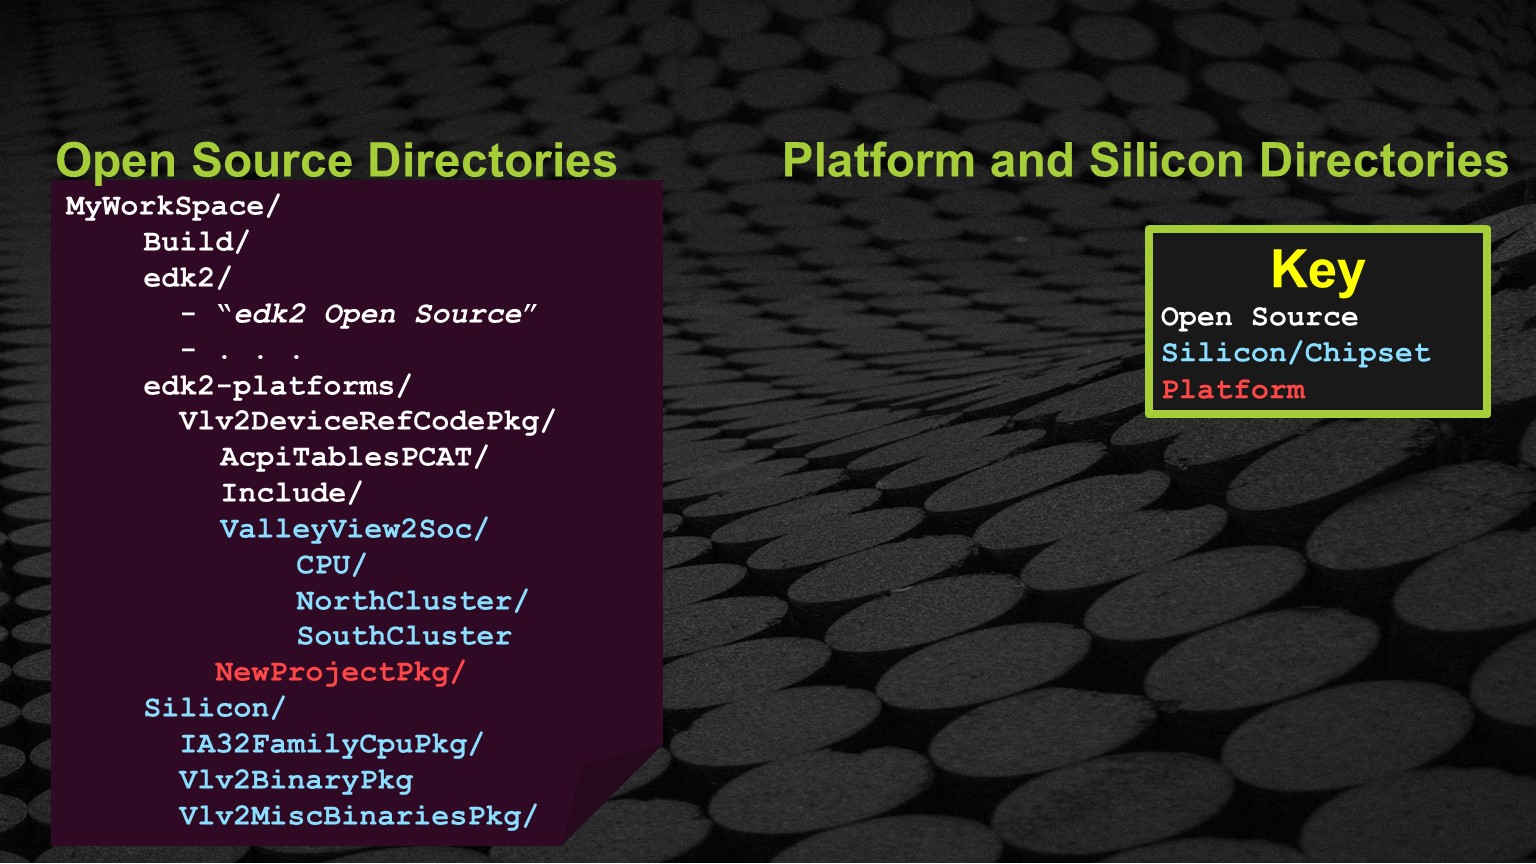 Open Source Directories
Platform and Silicon Directories
MyWorkSpace/
Build/
edk2/
- “edk2 Open Source”
- . . .
edk2-platforms/
Vlv2DeviceRefCodePkg/
AcpiTablesPCAT/
Include/
ValleyView2Soc/
CPU/
NorthCluster/
SouthCluster
NewProjectPkg/
Silicon/
IA32FamilyCpuPkg/
Vlv2BinaryPkg
Vlv2MiscBinariesPkg/
Key
Open Source
Silicon/Chipset
Platform